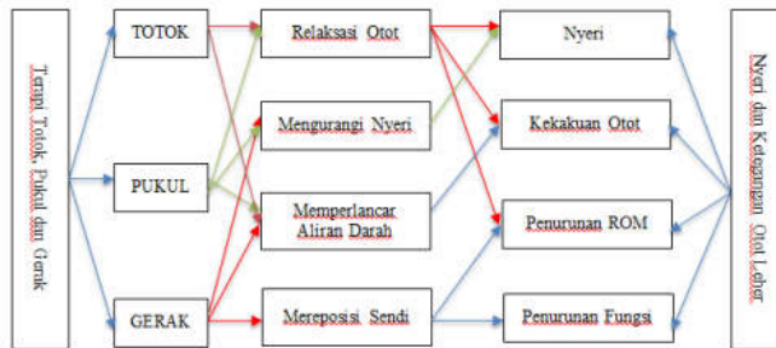 Terapi Totok, Pukul dan Gerak
TOTOK
PUKUL
GERAK
Relaksasi Otot
Mengurangi Nyeri
Memperlancar
Aliran Darah
Mereposisi Sendi
Nyeri
Kekakuan Otot
Penurunan ROM
Penurunan Fungsi
Nyeri dan Ketegangan Otot Leher